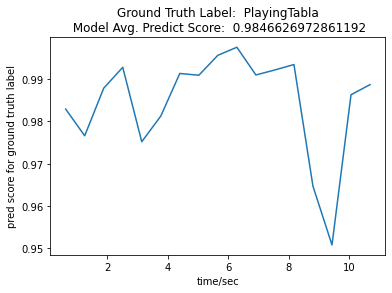 Ground Truth Label:  PlayingTabla
Model Avg. Predict Score:  0.9846626972861192
pred score for ground truth label
0.99
0.98
0.97
0.96
0.95
2 4 6 8 10
time/sec